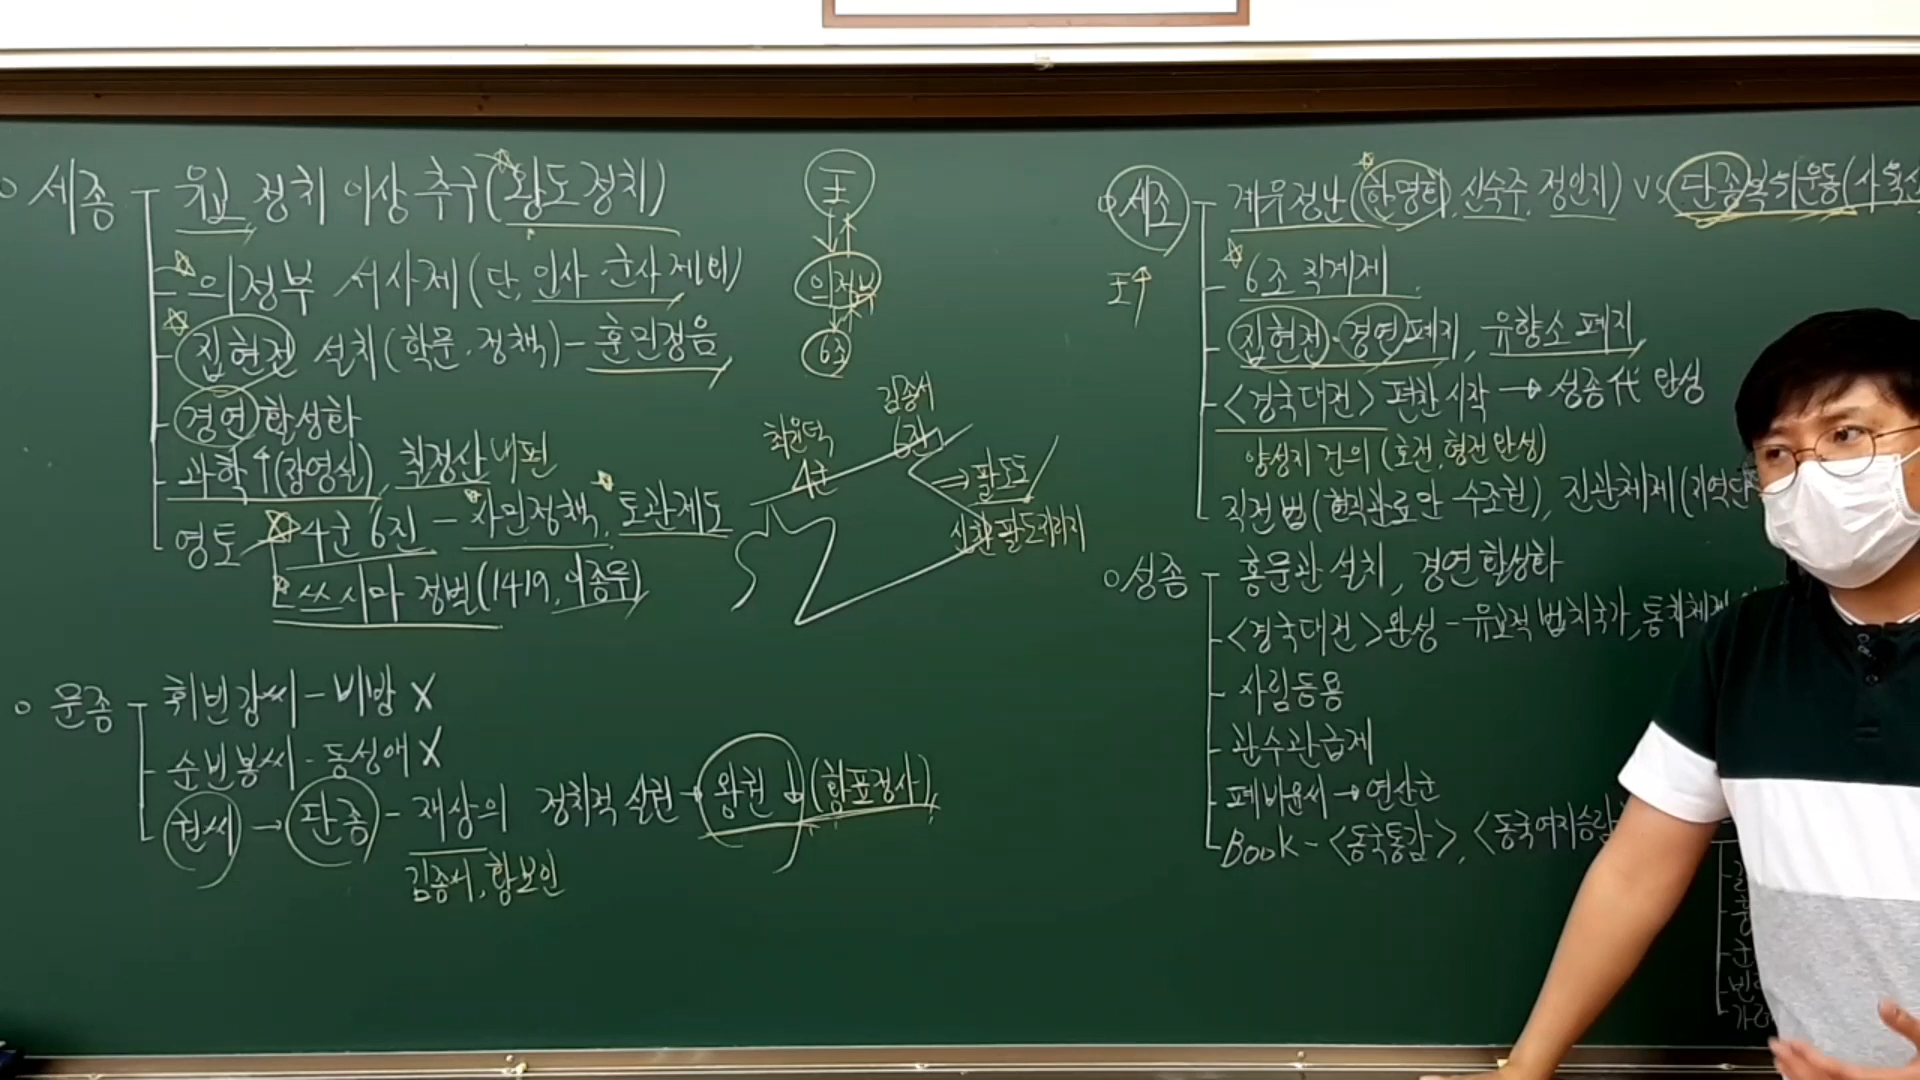 ○ 세종 유교 정치 이상 추구(왕도정치)
☆ 의정부 서사제(단, 인사·군사 제외)
☆ 집현전 설치(학문·정책) - 훈민정음
경연 활성화
과학↑(장영실), 칠정산 내편
영토 ☆ 4군 6진 - 사민정책, 토관제도
쓰시마 정벌(1419, 이종무)
王
의정부
6조
최윤덕
4군
김종서
6진
⇒ 팔도도
신찬팔도지리지
○ 문종 휘빈김씨 - 비방 X
순빈봉씨 - 동성애 X
권씨 → 단종 - 재상의 정치적 실권 → 왕권↓(황표정사)
김종서, 황보인
○ 세조 계유정난(한명회, 신숙주, 정인지) VS 단종복위운동(사육신
王↑
☆ 6조 직계제
집현전·경연 폐지, 유향소 폐지
<경국대전> 편찬 시작 → 성종 代 완성
양성지 건의(호전, 형전 완성)
직전법(현직관료만 수조권), 진관체제(지역단
○ 성종 홍문관 설치, 경연 활성화
<경국대전> 완성 - 유교적 법치국가, 통치체제
사림등용
관수관급제
폐비윤씨 → 연산군
Book - <동국통감>, <동국여지승람